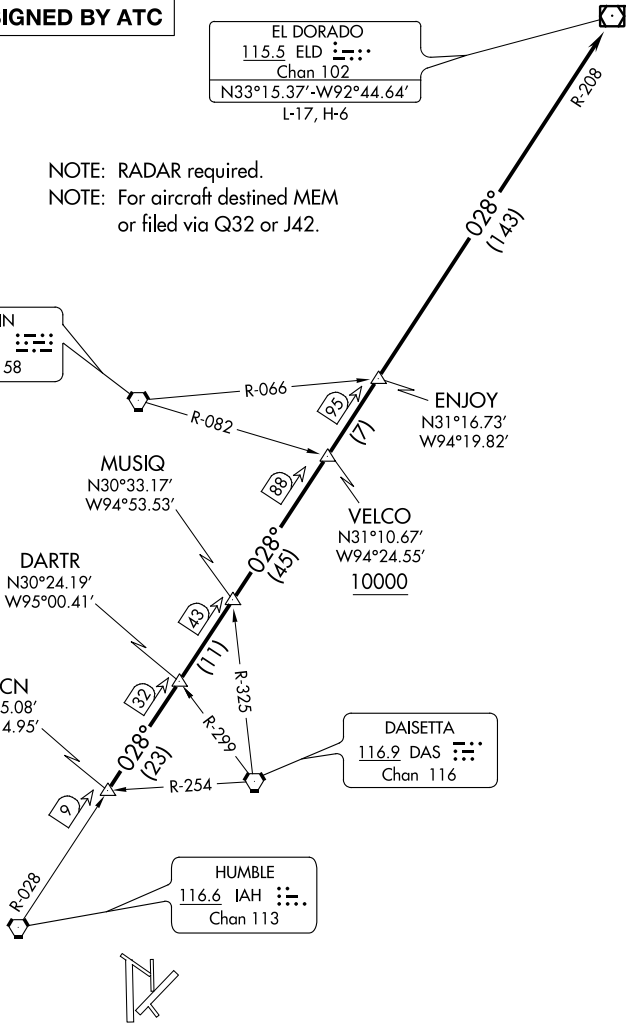 SIGNED BY ATC
EL DORADO
115.5 ELD
Chan 102
N33°15.37'-W92°44.64'
L-17, H-6
R-208
NOTE: RADAR required.
NOTE: For aircraft destined MEM
or filed via Q32 or J42.
028°
(143)
IN
58
R-066
R-082
95
(7)
ENJOY
N31°16.73'
W94°19.82'
88
VELCO
N31°10.67'
W94°24.55'
10000
MUSIQ
N30°33.17'
W94°53.53'
028°
(45)
DARTR
N30°24.19'
W95°00.41'
43
(11)
R-325
32
R-299
CN
5.08'
4.95'
028°
(23)
R-254
9
DAISETTA
116.9 DAS
Chan 116
R-028
HUMBLE
116.6 IAH
Chan 113